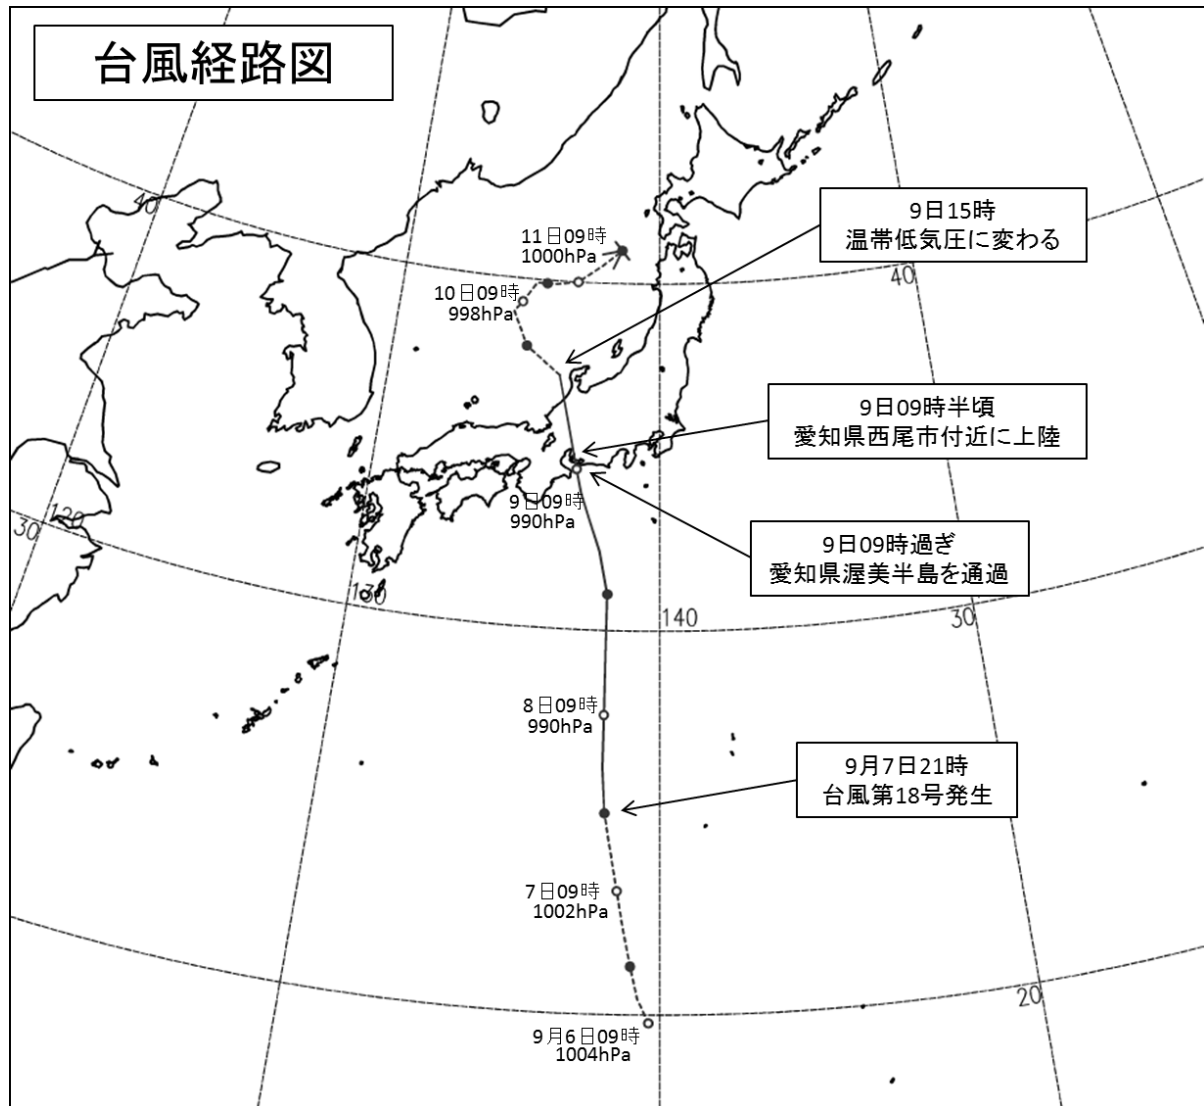 台風経路図
9日15時
温帯低気圧に変わる
11日09時
1000hPa
10日09時
998hPa
9日09時半頃
愛知県西尾市付近に上陸
9日09時
990hPa
9日09時過ぎ
愛知県渥美半島を通過
8日09時
990hPa
9月7日21時
台風第18号発生
7日09時
1002hPa
9月6日09時
1004hPa
40
40
120
30
130
140
30
20